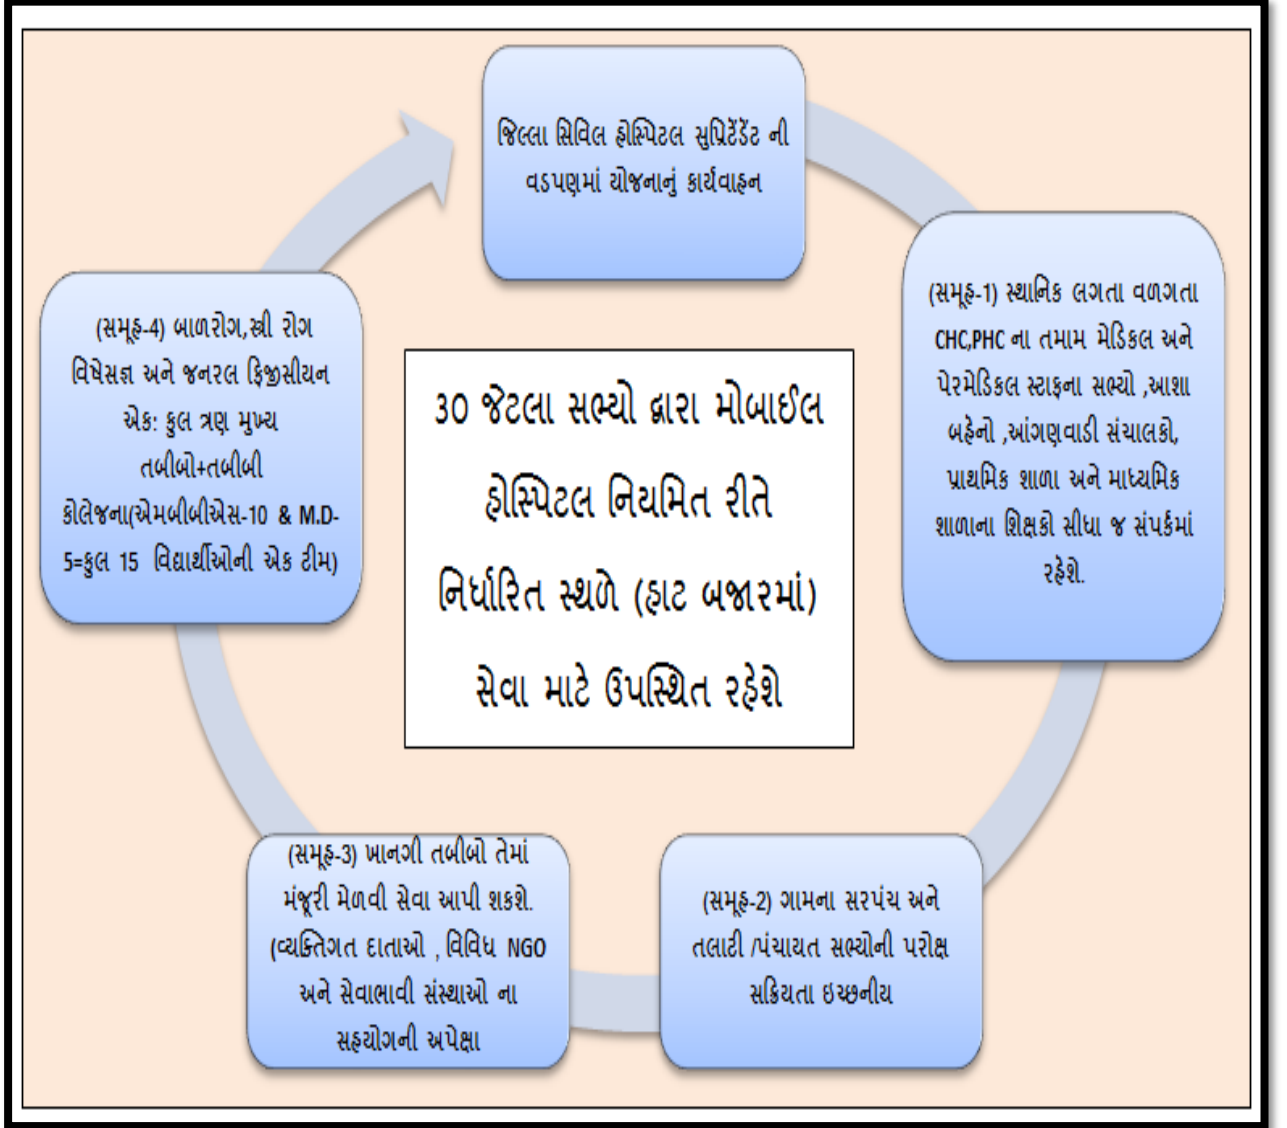 જિલ્લા સિવિલ હોસ્પિટલ સુપ્રિટેંડેંટ ની
વડપણમાં યોજનાનું કાર્યવાહન
(સમૂહ-1) સ્થાનિક લગતા વળગતા
CHC,PHC ના તમામ મેડિકલ અને
પેરમેડિકલ સ્ટાફના સભ્યો ,આશા
બહેનો ,આંગણવાડી સંચાલકો,
પ્રાથમિક શાળા અને માધ્યમિક
શાળાના શિક્ષકો સીધા જ સંપર્કમાં
રહેશે.
(સમૂહ-2) ગામના સરપંચ અને
તલાટી /પંચાયત સભ્યોની પરોક્ષ
સક્રિયતા ઇચ્છનીય
(સમૂહ-3) ખાનગી તબીબો તેમાં
મંજૂરી મેળવી સેવા આપી શકશે.
(વ્યક્તિગત દાતાઓ , વિવિધ NGO
અને સેવાભાવી સંસ્થાઓ ના
સહયોગની અપેક્ષા
(સમૂહ-4) બાળરોગ,સ્ત્રી રોગ
વિષેસજ્ઞ અને જનરલ ફિજીસીયન
એક: કુલ ત્રણ મુખ્ય
તબીબો+તબીબી
કોલેજના(એમબીબીએસ-10 & M.D-
5=કુલ 15 વિદ્યાર્થીઓની એક ટીમ)
૩૦ જેટલા સભ્યો દ્વારા મોબાઈલ
હોસ્પિટલ નિયમિત રીતે
નિર્ધારિત સ્થળે (હાટ બજારમાં)
સેવા માટે ઉપસ્થિત રહેશે